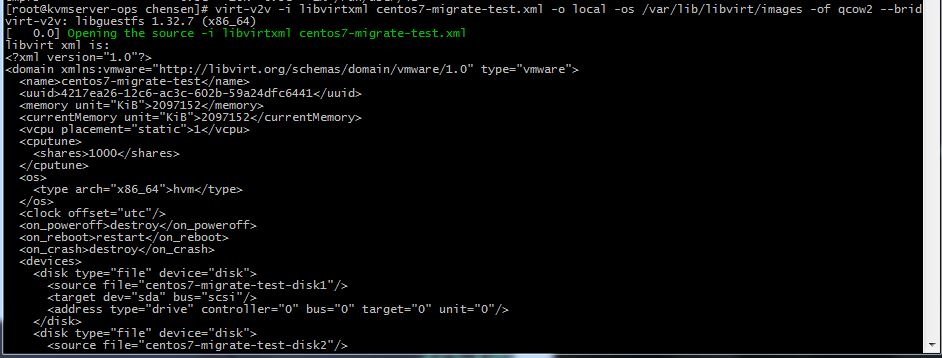 [root@kvmserver-ops chensen]# virt-v2v -i libvirtxml centos7-migrate-test.xml -o local -os /var/lib/libvirt/images -of qcow2 --brid
virt-v2v: libguestfs 1.32.7 (x86_64)
[   0.0] Opening the source -i libvirtxml centos7-migrate-test.xml
libvirt xml is:
<?xml version="1.0"?>
<domain xmlns:vmware="http://libvirt.org/schemas/domain/vmware/1.0" type="vmware">
  <name>centos7-migrate-test</name>
  <uuid>4217ea26-12c6-ac3c-602b-59a24dfc6441</uuid>
  <memory unit="KiB">2097152</memory>
  <currentMemory unit="KiB">2097152</currentMemory>
  <vcpu placement="static">1</vcpu>
  <cputune>
    <shares>1000</shares>
  </cputune>
  <os>
    <type arch="x86_64">hvm</type>
  </os>
  <clock offset="utc"/>
  <on_poweroff>destroy</on_poweroff>
  <on_reboot>restart</on_reboot>
  <on_crash>destroy</on_crash>
  <devices>
    <disk type="file" device="disk">
      <source file="centos7-migrate-test-disk1"/>
      <target dev="sda" bus="scsi"/>
      <address type="drive" controller="0" bus="0" target="0" unit="0"/>
    </disk>
    <disk type="file" device="disk">
      <source file="centos7-migrate-test-disk2"/>